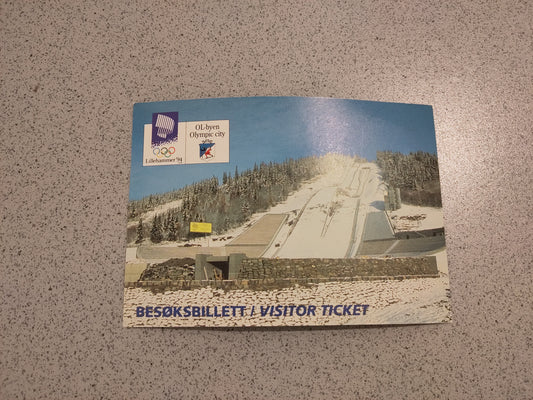 OL-byen
Olympic city
Lillehammer'94
BESØKSBILLETT / VISITOR TICKET